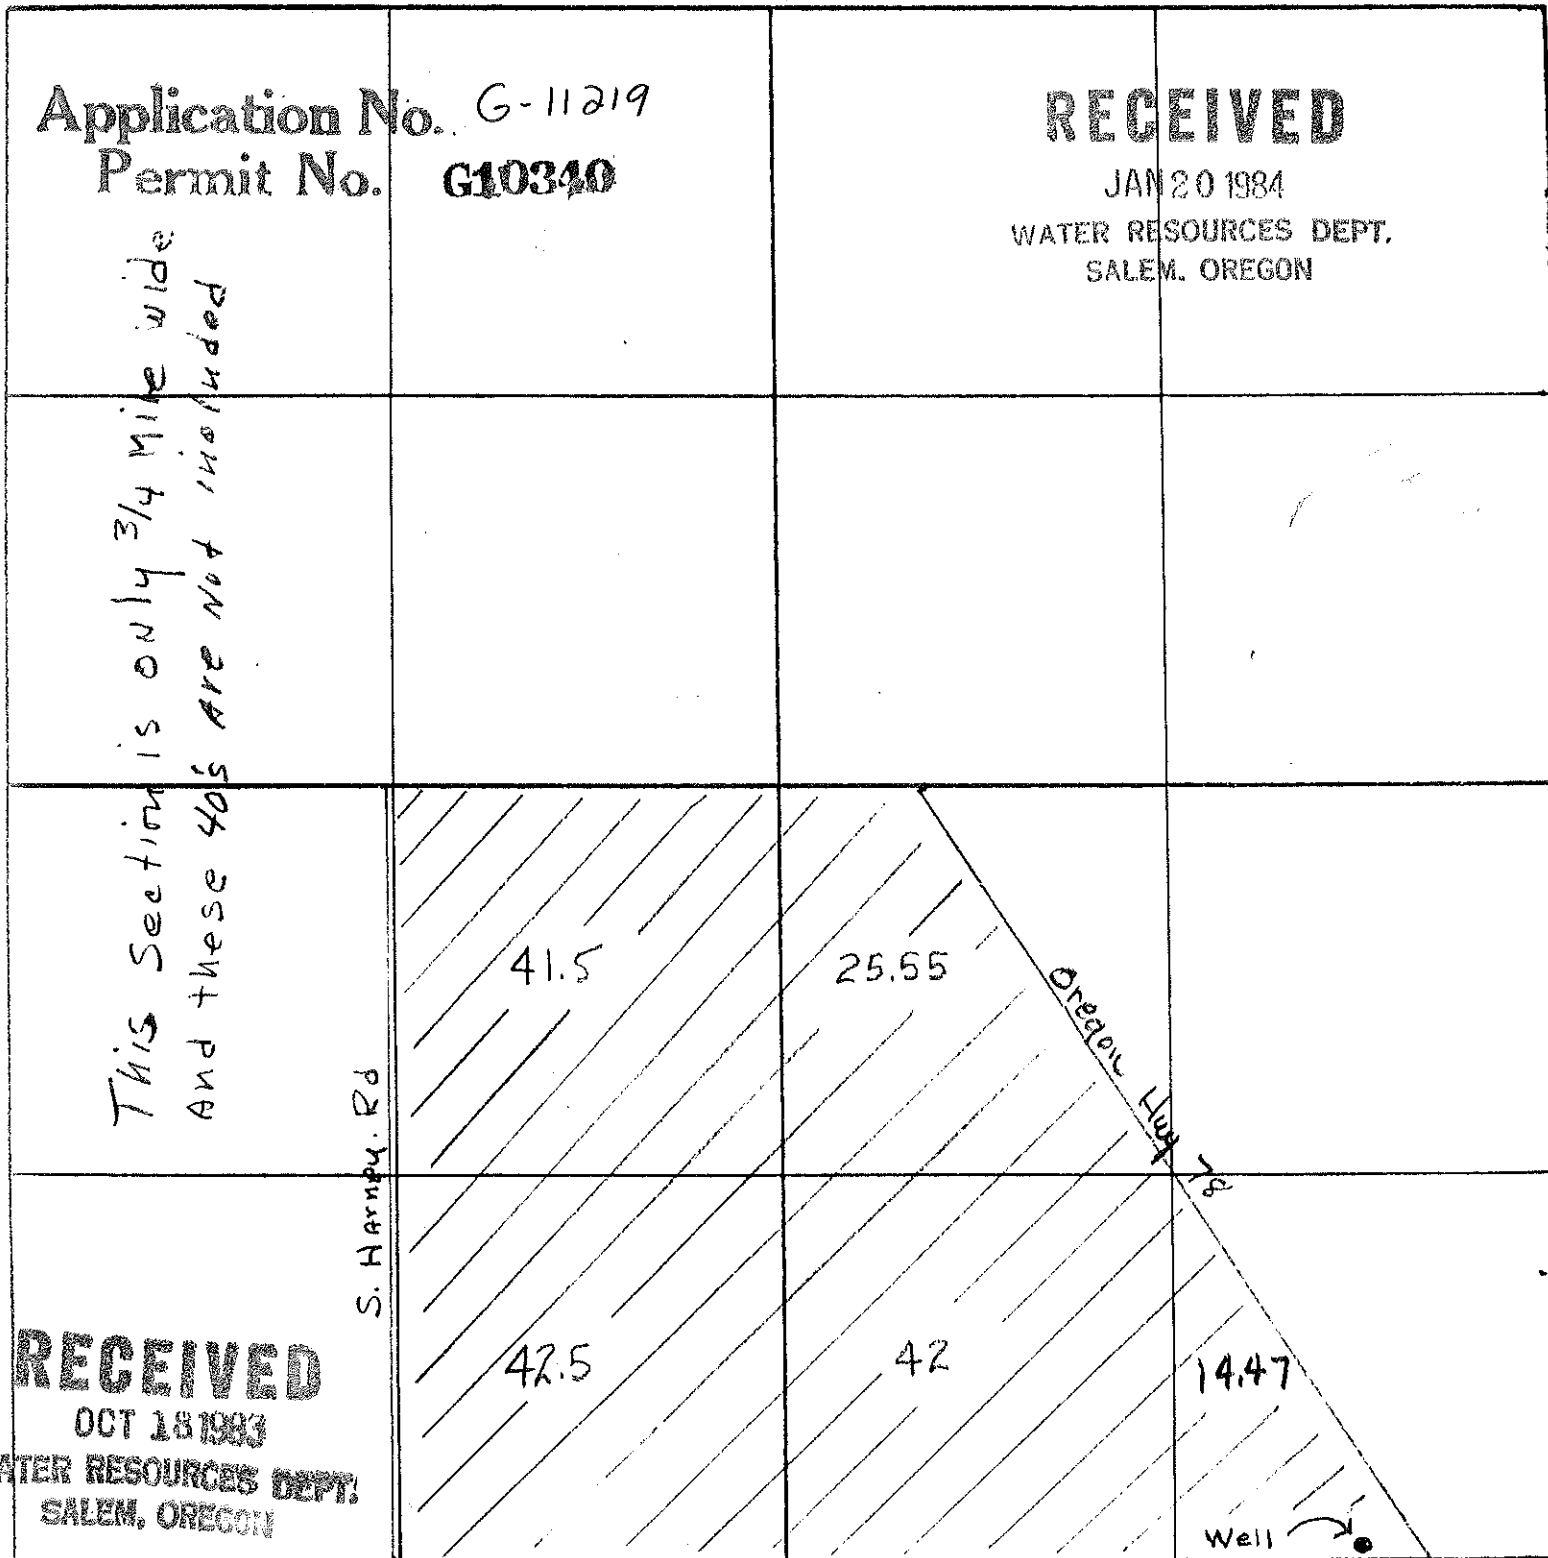 Application No. G-11219
Permit No. G10340
RECEIVED
JAN 20 1984
WATER RESOURCES DEPT.
SALEM, OREGON
This Section is only 3/4 Mile wide
And these 40's Are Not included
41.5
25.55
Oregon Hwy 78
S. Harney Rd
42.5
42
14.47
RECEIVED
OCT 18 1983
WATER RESOURCES DEPT.
SALEM, OREGON
Well